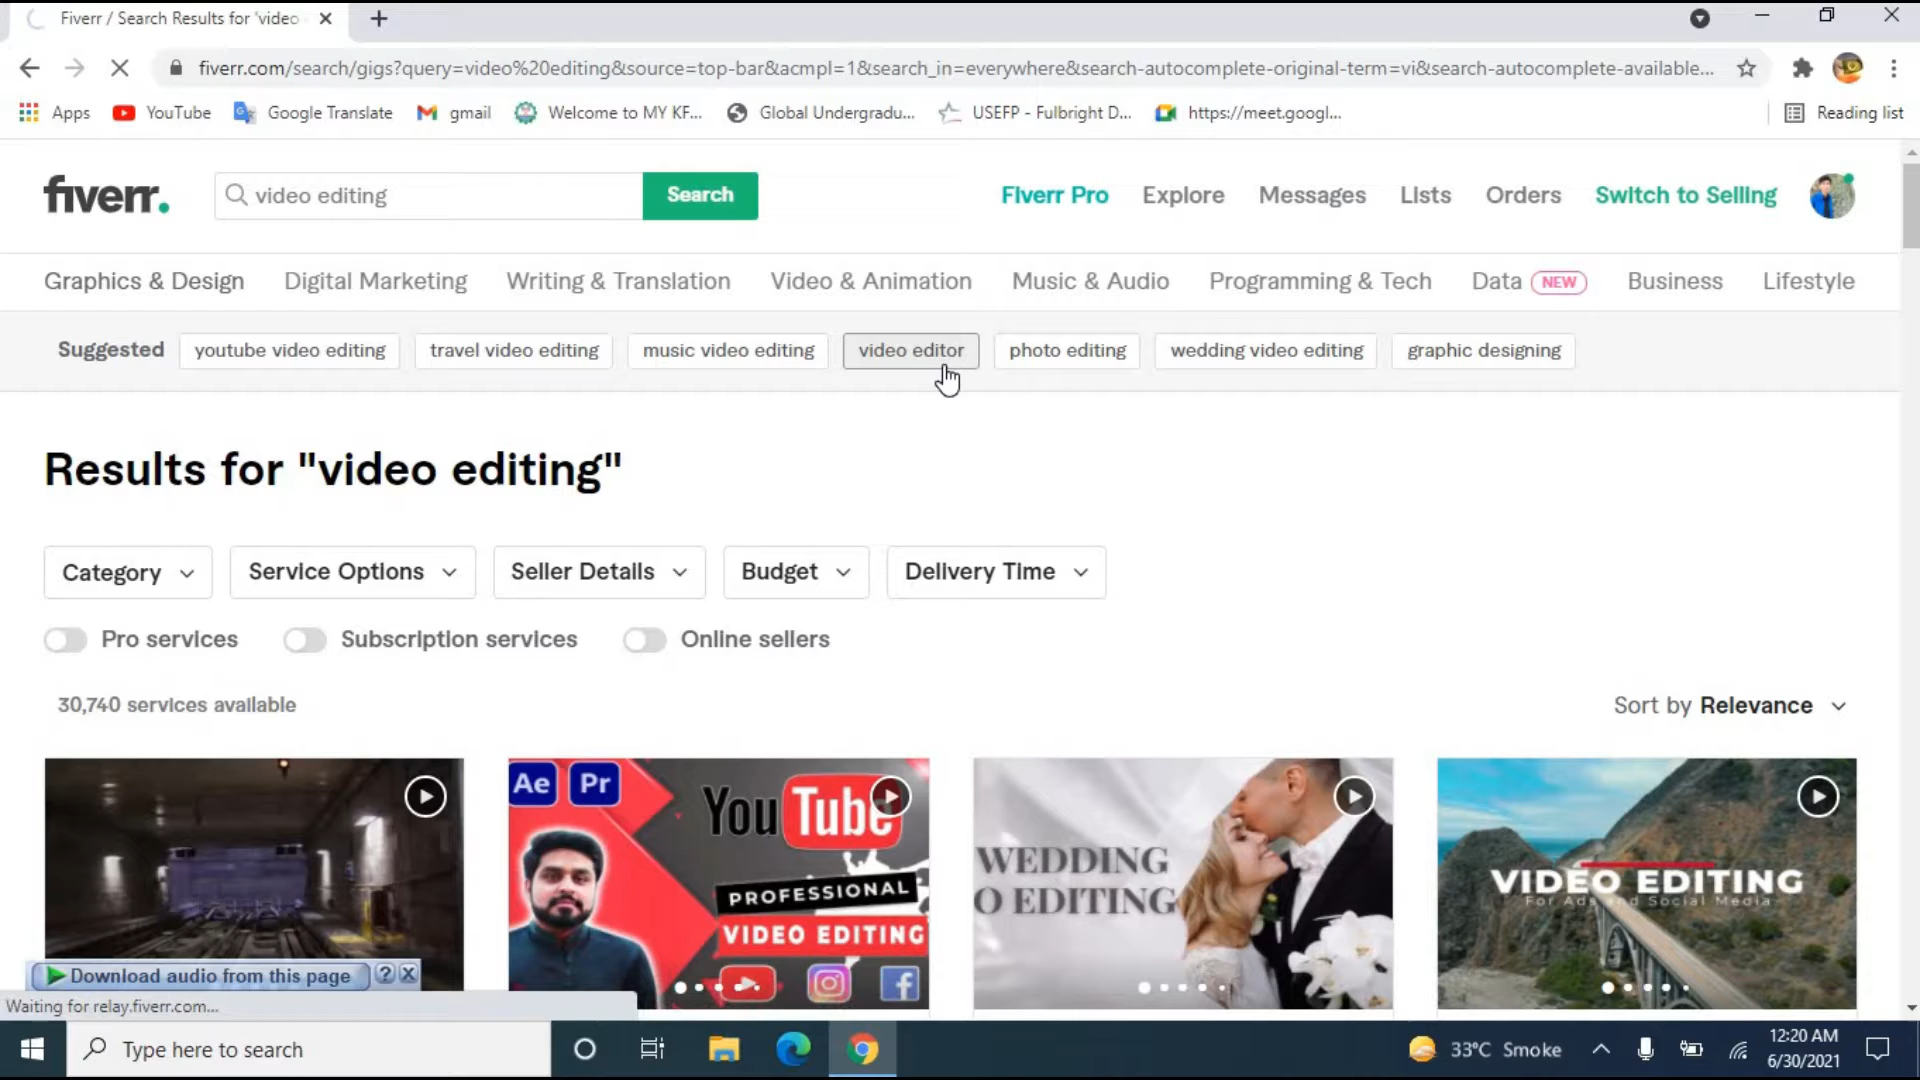 Fiverr / Search Results for 'video
fiverr.com/search/gigs?query=video%20editing&source=top-bar&acmpl=1&search_in=everywhere&search-autocomplete-original-term=vi&search-autocomplete-available...
Apps YouTube Google Translate gmail Welcome to MY KF... Global Undergradu... USEFP - Fulbright D... https://meet.googl... Reading list
fiverr. video editing Search Fiverr Pro Explore Messages Lists Orders Switch to Selling
Graphics & Design Digital Marketing Writing & Translation Video & Animation Music & Audio Programming & Tech Data NEW Business Lifestyle
Suggested youtube video editing travel video editing music video editing video editor photo editing wedding video editing graphic designing
Results for "video editing"
Category Service Options Seller Details Budget Delivery Time
Pro services Subscription services Online sellers
30,740 services available Sort by Relevance
Ae Pr
YouTube
PROFESSIONAL
VIDEO EDITING
WEDDING
O EDITING
VIDEO EDITING
For Ads and Social Media
Download audio from this page ?
Waiting for relay.fiverr.com...
Type here to search 33°C Smoke 12:20 AM
6/30/2021